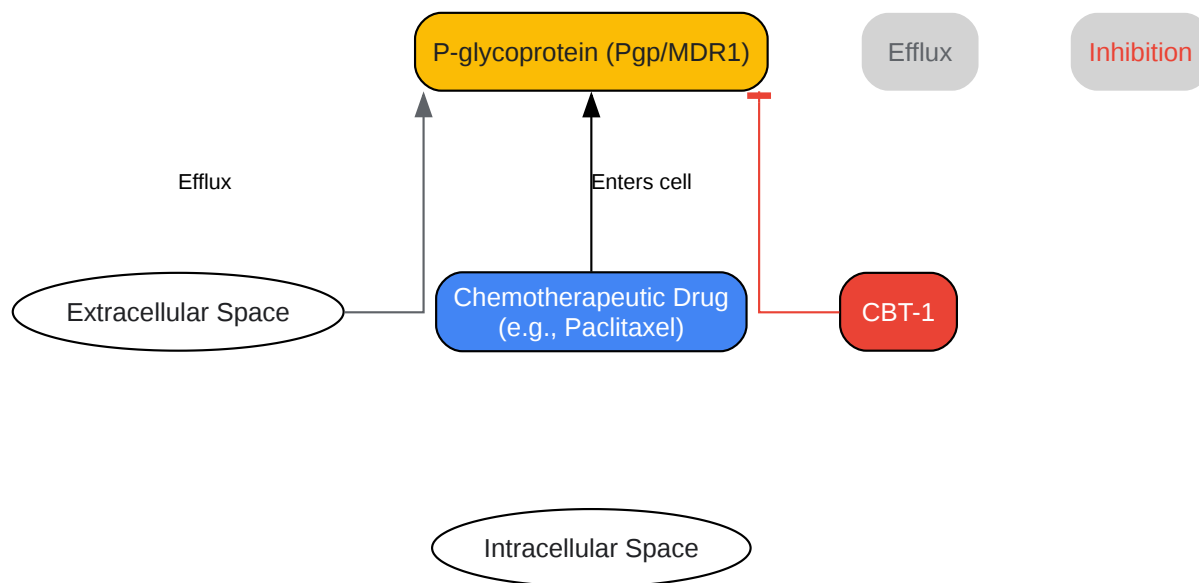 P-glycoprotein (Pgp/MDR1)
Efflux
Inhibition
Efflux
Enters cell
Extracellular Space
Chemotherapeutic Drug
(e.g., Paclitaxel)
CBT-1
Intracellular Space